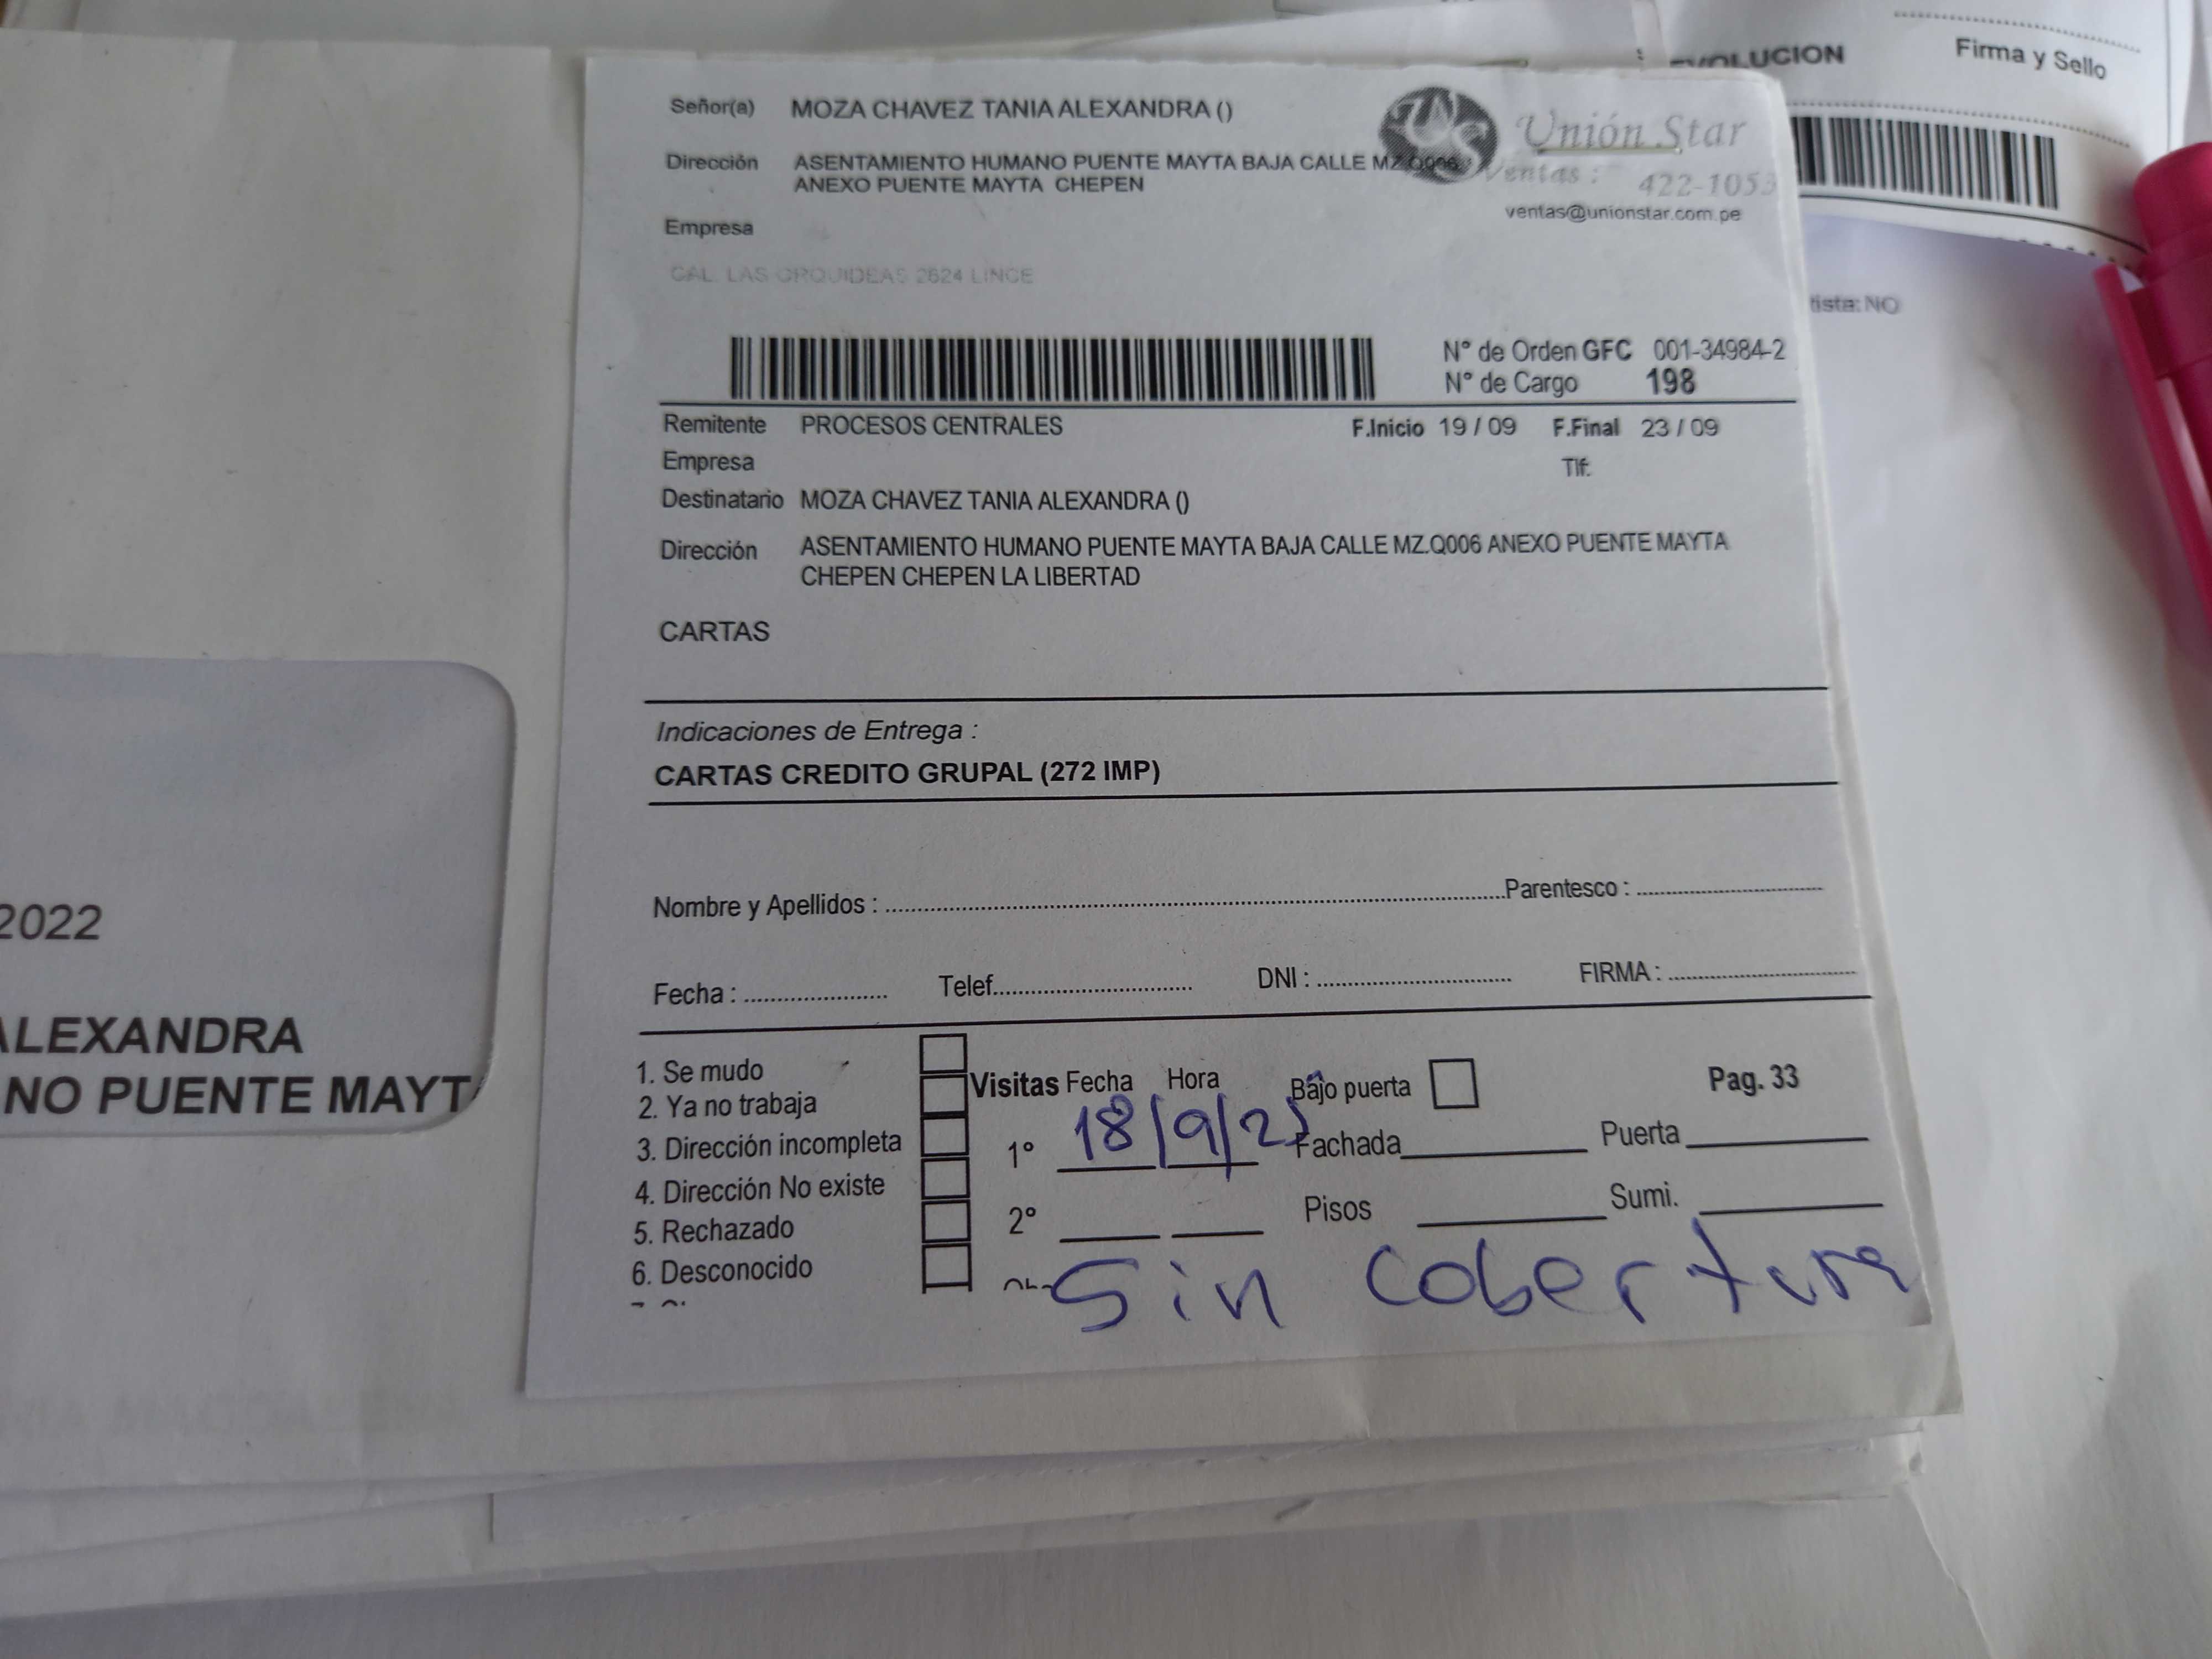 Señor(a) MOZA CHAVEZ TANIA ALEXANDRA ()
Dirección ASENTAMIENTO HUMANO PUENTE MAYTA BAJA CALLE MZ.Q006
ANEXO PUENTE MAYTA CHEPEN
Empresa
CAL. LAS ORQUIDEAS 2624 LINCE
Unión Star
Ventas : 422-1053
ventas@unionstar.com.pe
N° de Orden GFC 001-34984-2
N° de Cargo 198
Remitente PROCESOS CENTRALES F.Inicio 19 / 09 F.Final 23 / 09
Empresa Tlf:
Destinatario MOZA CHAVEZ TANIA ALEXANDRA ()
Dirección ASENTAMIENTO HUMANO PUENTE MAYTA BAJA CALLE MZ.Q006 ANEXO PUENTE MAYTA
CHEPEN CHEPEN LA LIBERTAD
CARTAS
Indicaciones de Entrega :
CARTAS CREDITO GRUPAL (272 IMP)
Nombre y Apellidos : Parentesco :
Fecha : Telef. DNI : FIRMA :
1. Se mudo
2. Ya no trabaja
3. Dirección incompleta
4. Dirección No existe
5. Rechazado
6. Desconocido
Visitas Fecha Hora Bajo puerta Pag. 33
1° 18/9/2 Fachada Puerta
2° Pisos Sumi.
Sin cobertura
2022
ALEXANDRA
NO PUENTE MAYT
EVOLUCION Firma y Sello
tista: NO